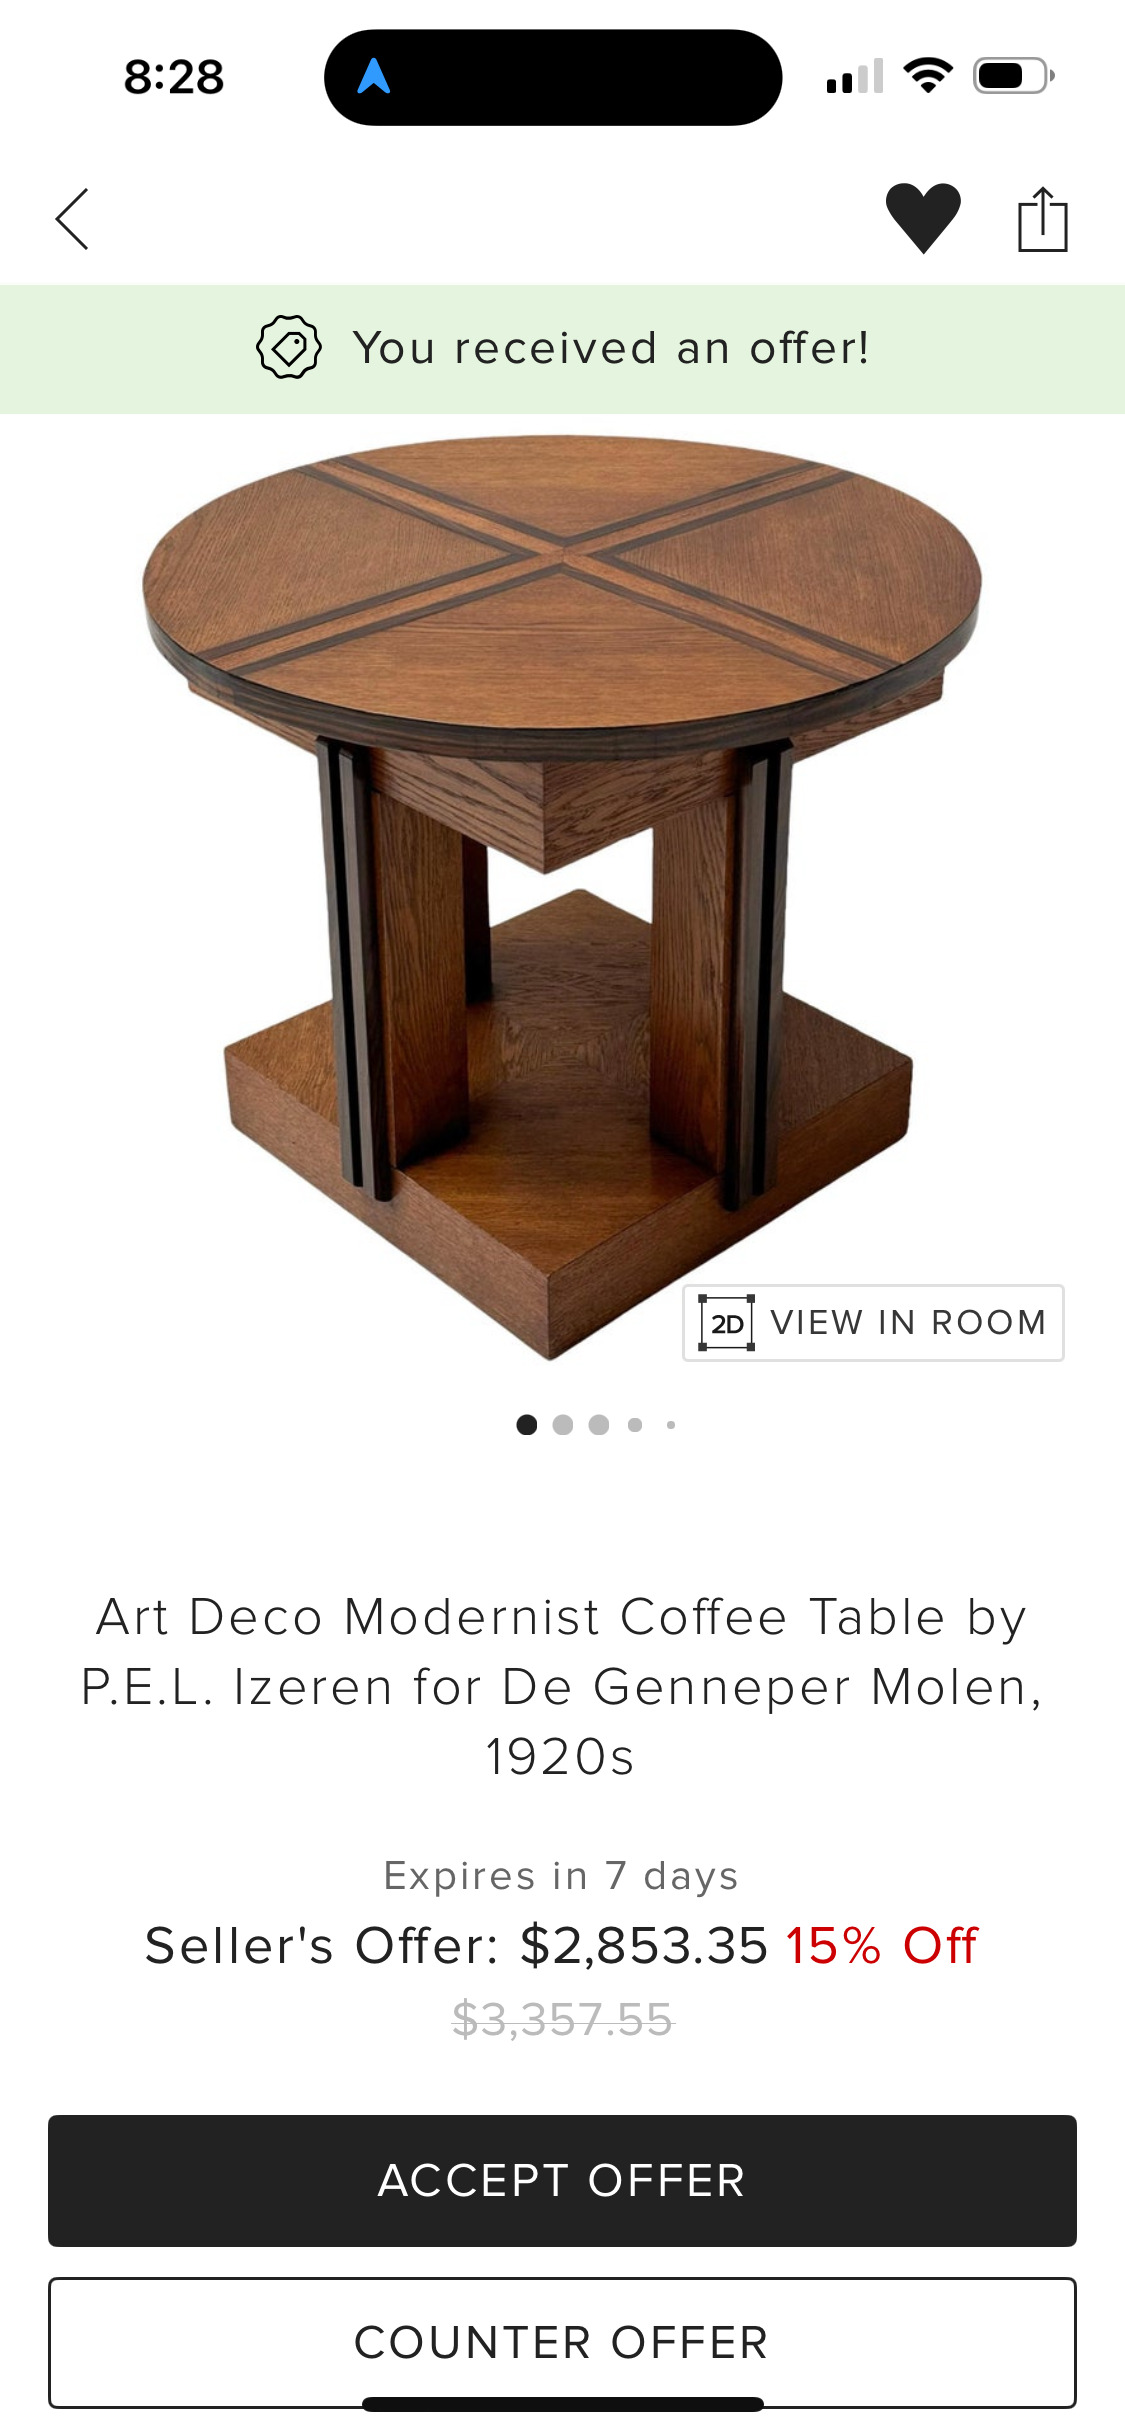 8:28
You received an offer!
2D VIEW IN ROOM
Art Deco Modernist Coffee Table by
P.E.L. Izeren for De Genneper Molen,
1920s
Expires in 7 days
Seller's Offer: $2,853.35 15% Off
$3,357.55
ACCEPT OFFER
COUNTER OFFER